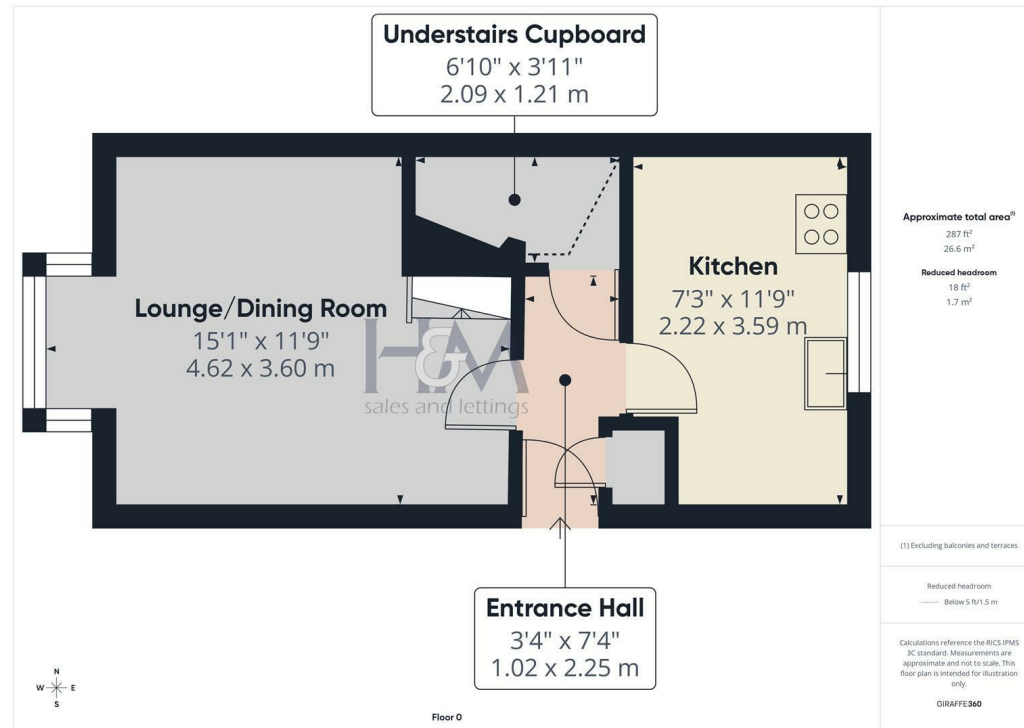 Understairs Cupboard
6'10" x 3'11"
2.09 x 1.21 m
Lounge/Dining Room
15'1" x 11'9"
4.62 x 3.60 m
H&M
sales and lettings
Kitchen
7'3" x 11'9"
2.22 x 3.59 m
Entrance Hall
3'4" x 7'4"
1.02 x 2.25 m
N
W E
S
Floor 0
Approximate total area(1)
287 ft²
26.6 m²
Reduced headroom
18 ft²
1.7 m²
(1) Excluding balconies and terraces
Reduced headroom
Below 5 ft/1.5 m
Calculations reference the RICS IPMS
3C standard. Measurements are
approximate and not to scale. This
floor plan is intended for illustration
only.
GIRAFFE360